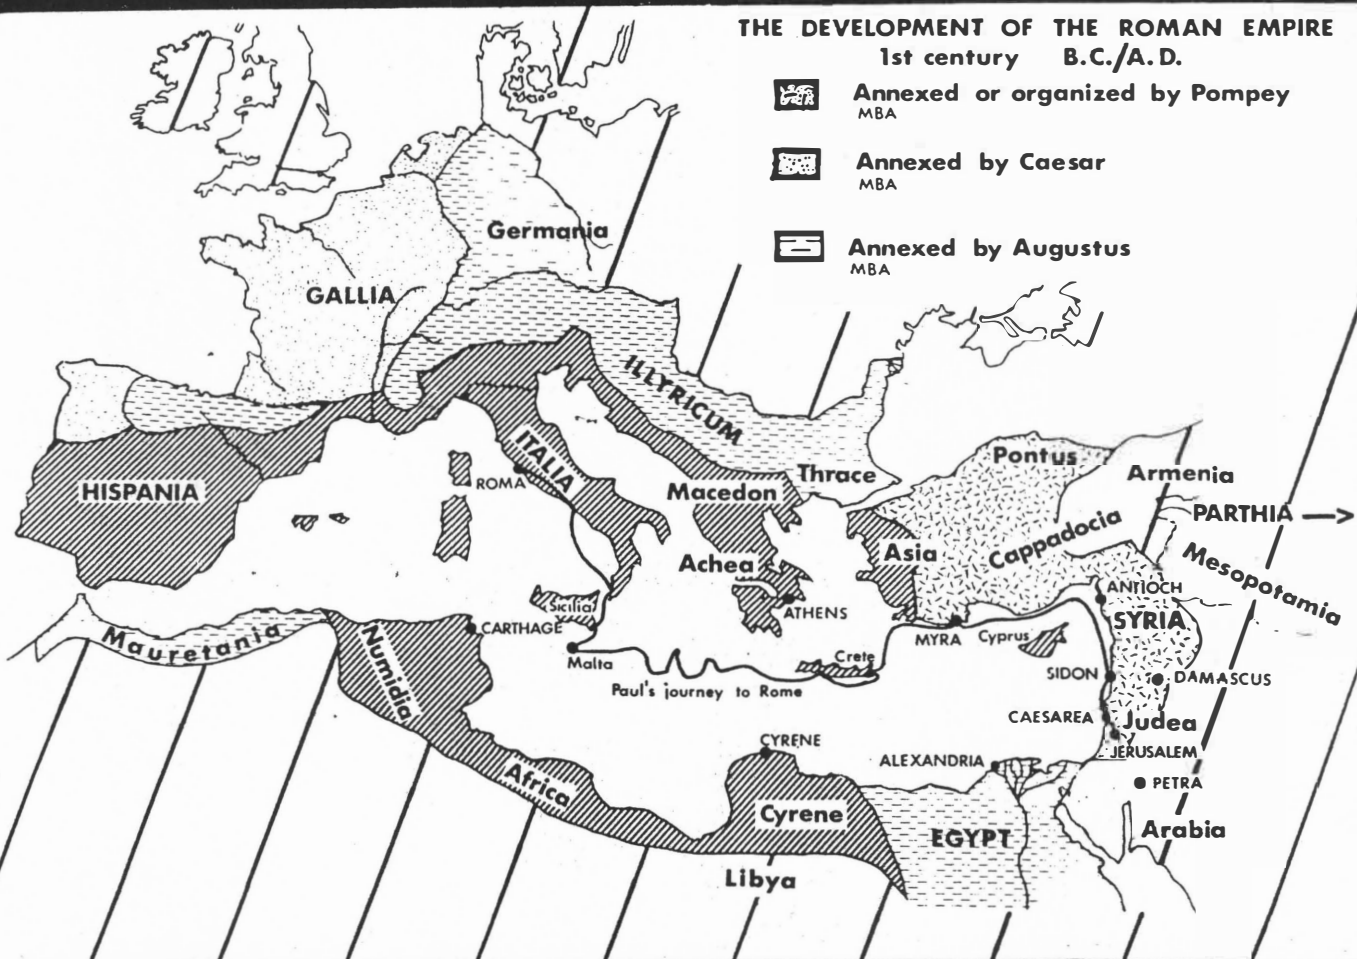 THE DEVELOPMENT OF THE ROMAN EMPIRE
1st century B.C./A.D.
Annexed or organized by Pompey
MBA
Annexed by Caesar
MBA
Annexed by Augustus
MBA
Germania
GALLIA
ILLYRICUM
HISPANIA
ITALIA
ROMA
Thrace
Macedon
Pontus
Armenia
PARTHIA
Cappadocia
Asia
Achea
Mesopotamia
ANTIOCH
Sicilia
ATHENS
SYRIA
CARTHAGE
Mauretania
Numidia
MYRA
Cyprus
Malta
Crete
Paul's journey to Rome
SIDON
DAMASCUS
CAESAREA
Judea
CYRENE
JERUSALEM
ALEXANDRIA
PETRA
Africa
Cyrene
EGYPT
Arabia
Libya